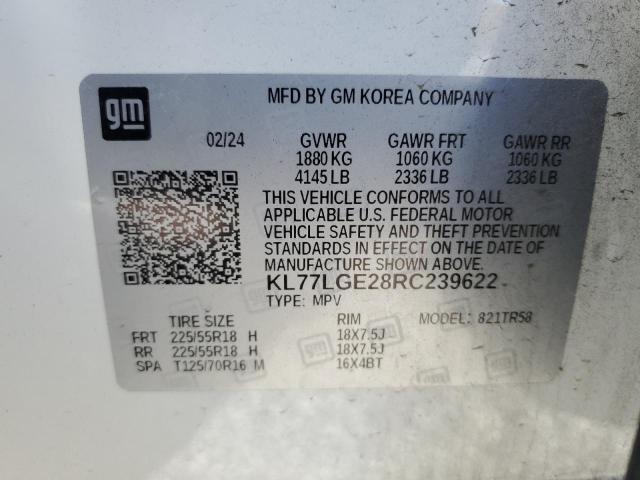 gm
MFD BY GM KOREA COMPANY
02/24 GVWR GAWR FRT GAWR RR
1880 KG 1060 KG 1060 KG
4145 LB 2336 LB 2336 LB
THIS VEHICLE CONFORMS TO ALL
APPLICABLE U.S. FEDERAL MOTOR
VEHICLE SAFETY AND THEFT PREVENTION
STANDARDS IN EFFECT ON THE DATE OF
MANUFACTURE SHOWN ABOVE.
KL77LGE28RC239622
TYPE: MPV
TIRE SIZE RIM MODEL: 821TR58
FRT 225/55R18 H 18X7.5J
RR 225/55R18 H 18X7.5J
SPA T125/70R16 M 16X4BT